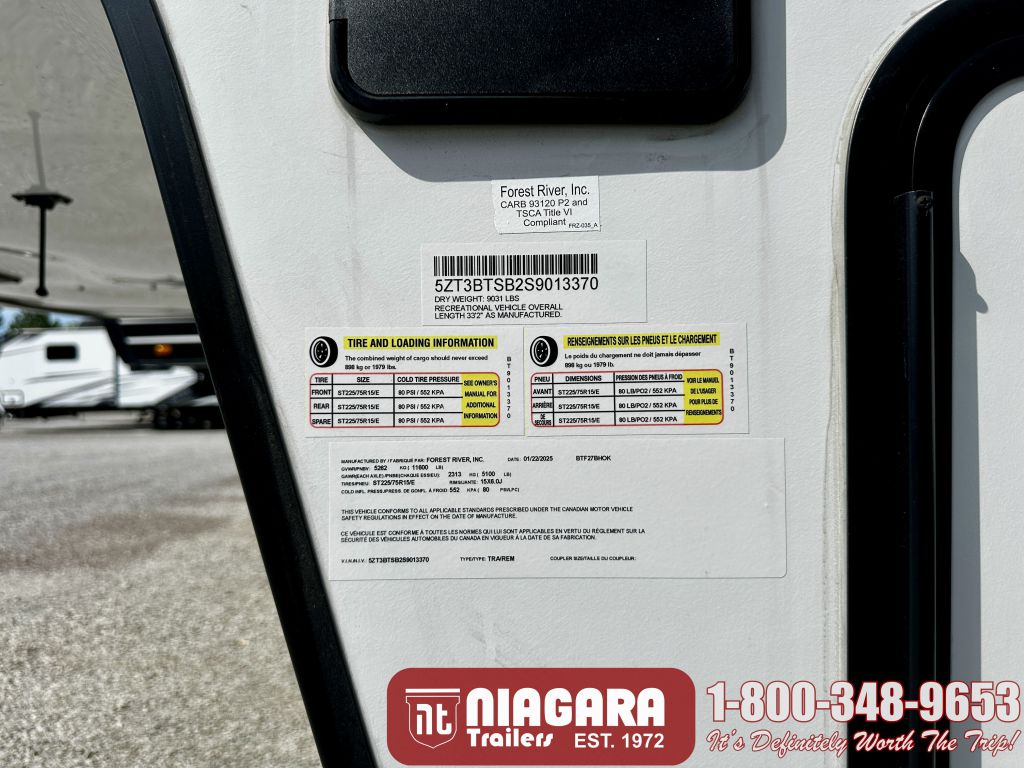 Forest River, Inc.
CARB 93120 P2 and
TSCA Title VI
Compliant FRZ-035_A
5ZT3BTSB2S9013370
DRY WEIGHT: 9031 LBS
RECREATIONAL VEHICLE OVERALL
LENGTH 33'2" AS MANUFACTURED.
TIRE AND LOADING INFORMATION
The combined weight of cargo should never exceed
898 kg or 1979 lbs.
TIRE SIZE COLD TIRE PRESSURE
FRONT ST225/75R15/E 80 PSI / 552 KPA
REAR ST225/75R15/E 80 PSI / 552 KPA
SPARE ST225/75R15/E 80 PSI / 552 KPA
SEE OWNER'S
MANUAL FOR
ADDITIONAL
INFORMATION
BT9013370
RENSEIGNEMENTS SUR LES PNEUS ET LE CHARGEMENT
Le poids du chargement ne doit jamais dépasser
898 kg ou 1979 lb.
PNEU DIMENSIONS PRESSION DES PNEUS À FROID
AVANT ST225/75R15/E 80 LB/PO2 / 552 KPA
ARRIÈRE ST225/75R15/E 80 LB/PO2 / 552 KPA
DE SECOURS ST225/75R15/E 80 LB/PO2 / 552 KPA
VOIR LE MANUEL
DE L'USAGER
POUR PLUS DE
RENSEIGNEMENTS
BT9013370
MANUFACTURED BY / FABRIQUÉ PAR: FOREST RIVER, INC. DATE: 01/22/2025 BTF27BHOK
GVWR/PNBV: 5262 KG ( 11600 LB)
GAWR(EACH AXLE) /PNBE(CHAQUE ESSIEU): 2313 KG ( 5100 LB)
TIRES/PNEU: ST225/75R15/E RIMS/JANTE: 15X6.0J
COLD INFL. PRESS./PRESS. DE GONFL. À FROID: 552 KPA ( 80 PSI/LPC)
THIS VEHICLE CONFORMS TO ALL APPLICABLE STANDARDS PRESCRIBED UNDER THE CANADIAN MOTOR VEHICLE
SAFETY REGULATIONS IN EFFECT ON THE DATE OF MANUFACTURE.
CE VÉHICULE EST CONFORME À TOUTES LES NORMES QUI LUI SONT APPLICABLES EN VERTU DU RÈGLEMENT SUR LA
SÉCURITÉ DES VÉHICULES AUTOMOBILES DU CANADA EN VIGUEUR À LA DATE DE SA FABRICATION.
V.I.N./N.I.V.: 5ZT3BTSB2S9013370 TYPE/TYPE: TRA/REM COUPLER SIZE/TAILLE DU COUPLEUR:
nt NIAGARA
Trailers EST. 1972
1-800-348-9653
It's Definitely Worth The Trip!